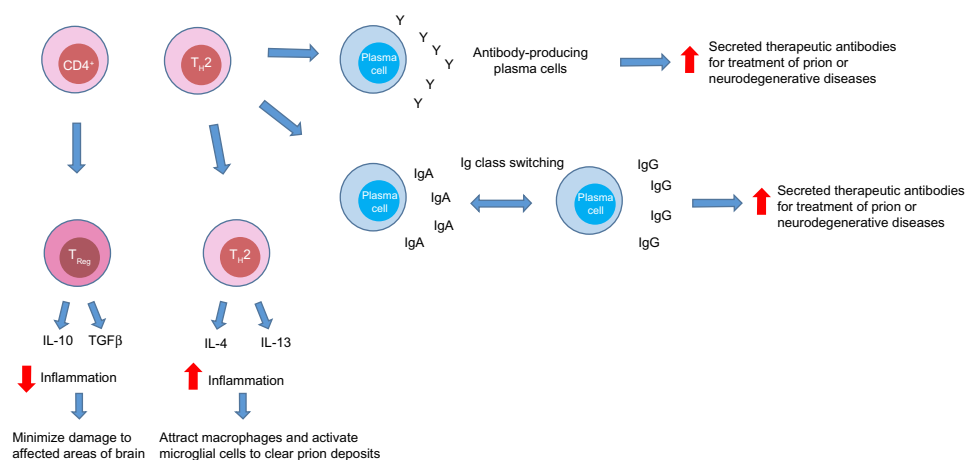 CD4+
TH2
Plasma
cell
Y
Y
Y
Y
Y
Y
Antibody-producing
plasma cells
Secreted therapeutic antibodies
for treatment of prion or
neurodegenerative diseases
Plasma
cell
IgA
IgA
IgA
IgA
Ig class switching
Plasma
cell
IgG
IgG
IgG
IgG
Secreted therapeutic antibodies
for treatment of prion or
neurodegenerative diseases
TReg
TH2
IL-10
TGFβ
IL-4
IL-13
Inflammation
Inflammation
Minimize damage to
affected areas of brain
Attract macrophages and activate
microglial cells to clear prion deposits